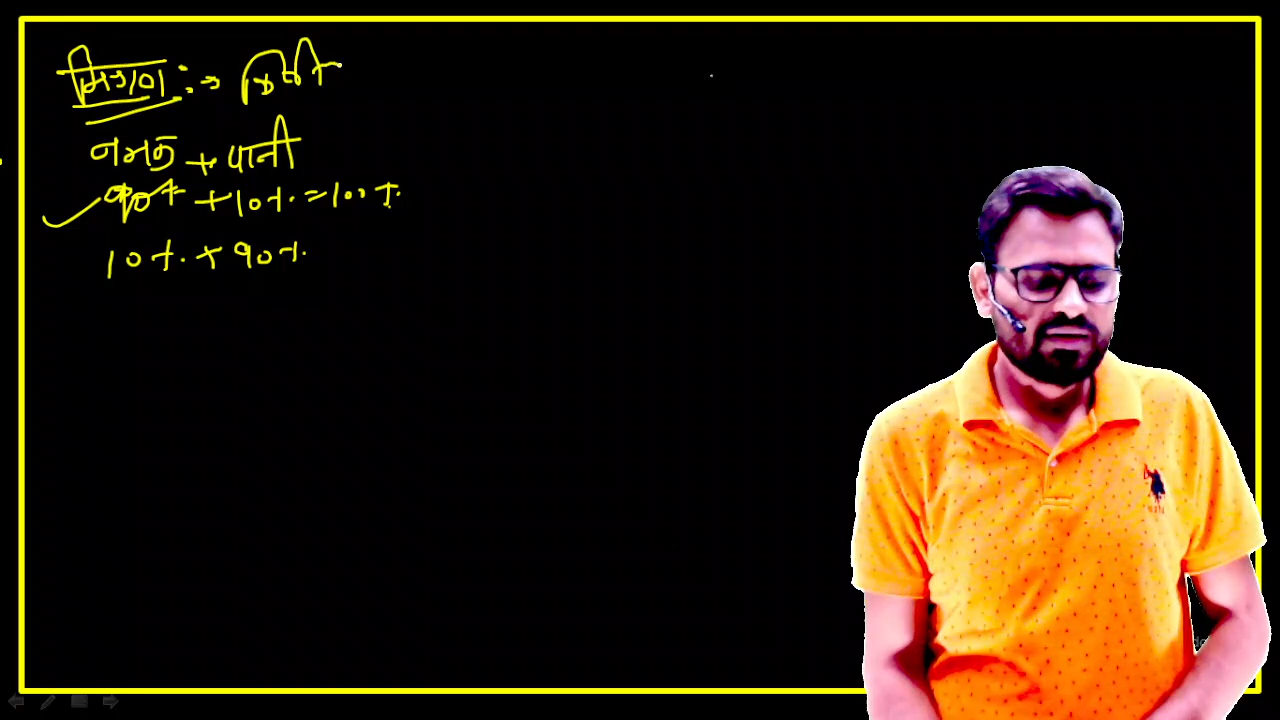 मिश्रण :→
नमक + पानी
90% + 10% = 100%
10% + 90%